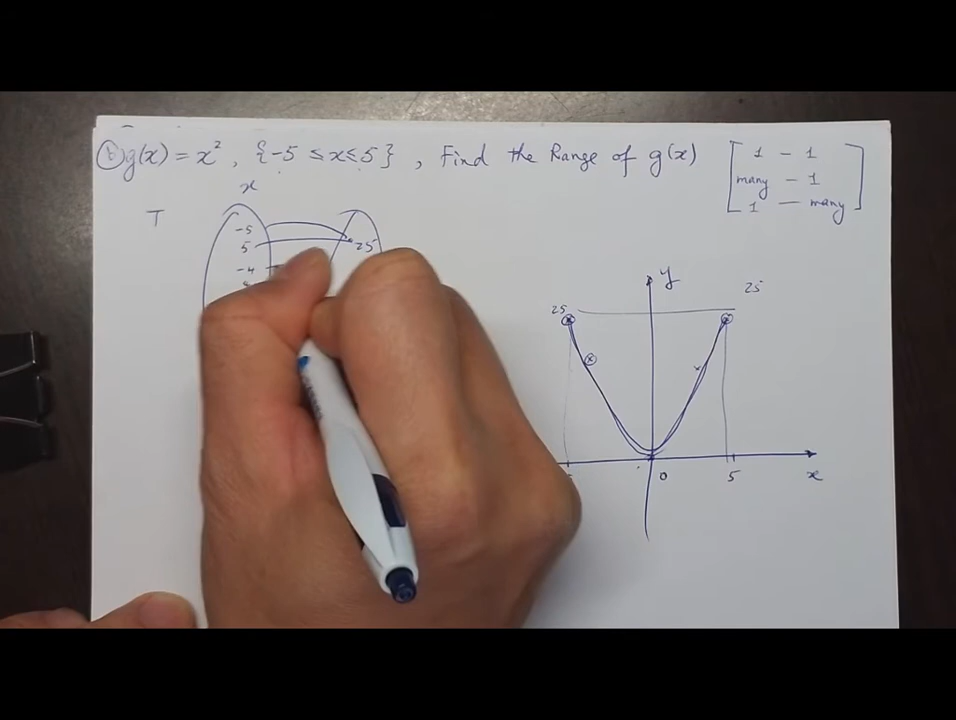 b) g(x) = x², {-5 ≤ x ≤ 5}, Find the Range of g(x)
1 - 1
many - 1
1 - many
x
T
-5
5
25
-4
y
25
25
0
5
x